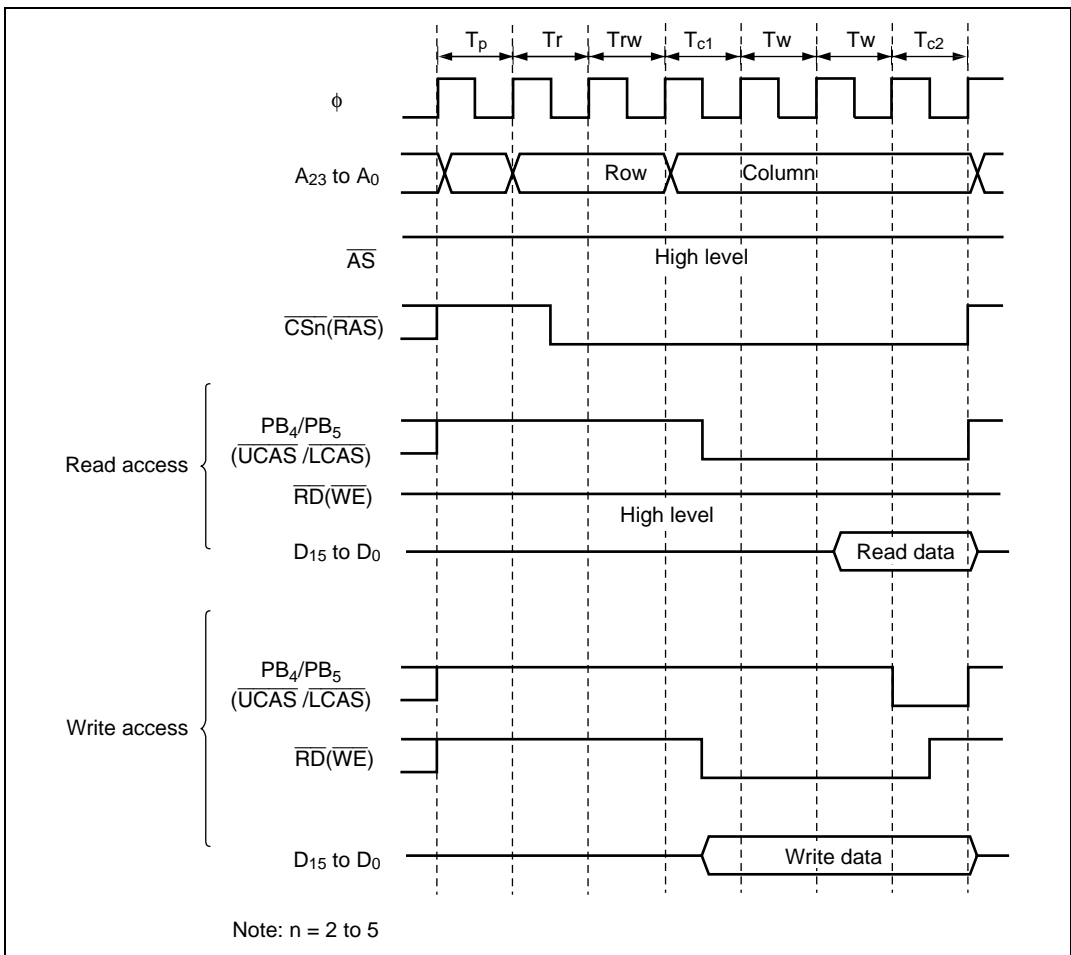 Tp Tr Trw Tc1 Tw Tw Tc2
ϕ
A23 to A0 Row Column
AS High level
CSn(RAS)
PB4/PB5
(UCAS /LCAS)
Read access
RD(WE)
High level
D15 to D0 Read data
PB4/PB5
(UCAS /LCAS)
Write access
RD(WE)
D15 to D0 Write data
Note: n = 2 to 5